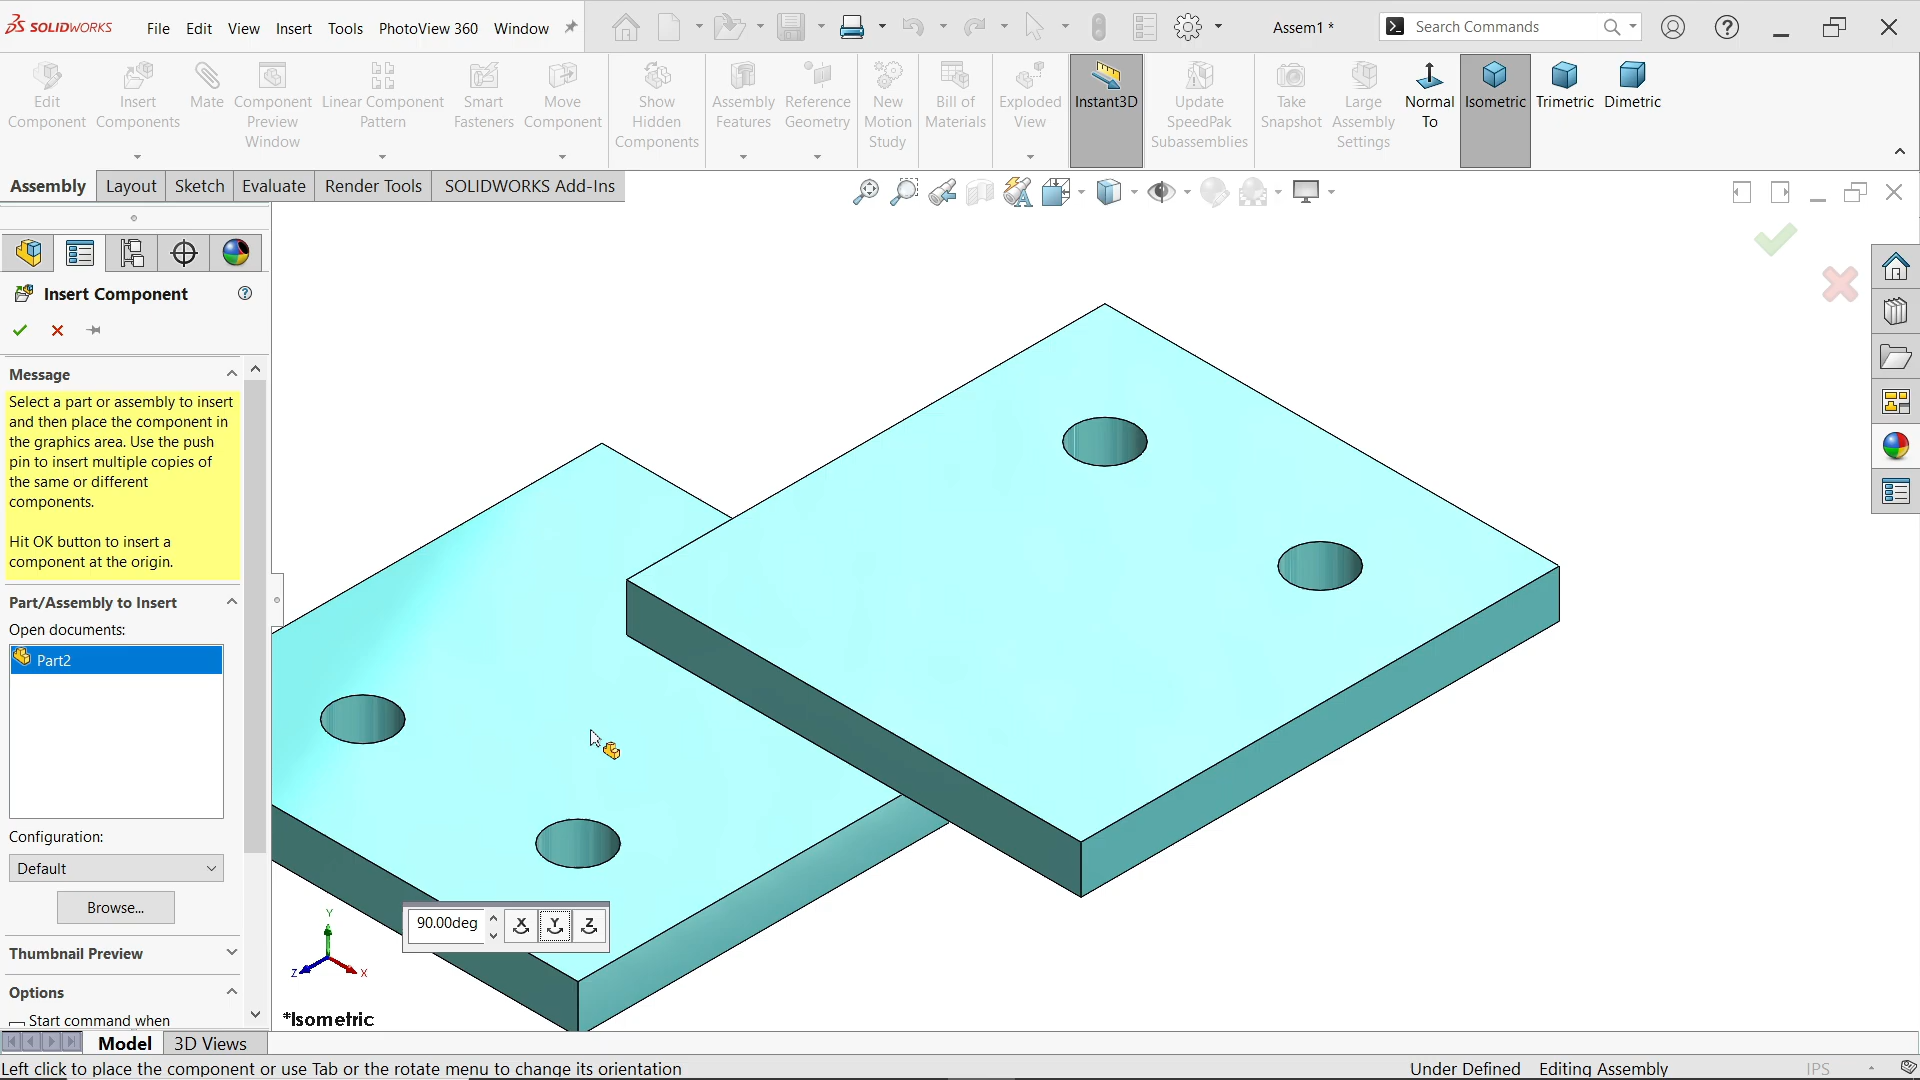 SOLIDWORKS File Edit View Insert Tools PhotoView 360 Window Assem1 * Search Commands
Edit Component
Insert Components
Mate
Component Preview Window
Linear Component Pattern
Smart Fasteners
Move Component
Show Hidden Components
Assembly Features
Reference Geometry
New Motion Study
Bill of Materials
Exploded View
Instant3D
Update SpeedPak Subassemblies
Take Snapshot
Large Assembly Settings
Normal To
Isometric
Trimetric
Dimetric
Assembly Layout Sketch Evaluate Render Tools SOLIDWORKS Add-Ins
Insert Component
Message
Select a part or assembly to insert
and then place the component in
the graphics area. Use the push
pin to insert multiple copies of
the same or different
components.
Hit OK button to insert a
component at the origin.
Part/Assembly to Insert
Open documents:
Part2
Configuration:
Default
Browse...
Thumbnail Preview
Options
Start command when
90.00deg X Y Z
Y
Z X
*Isometric
Model 3D Views
Left click to place the component or use Tab or the rotate menu to change its orientation Under Defined Editing Assembly IPS